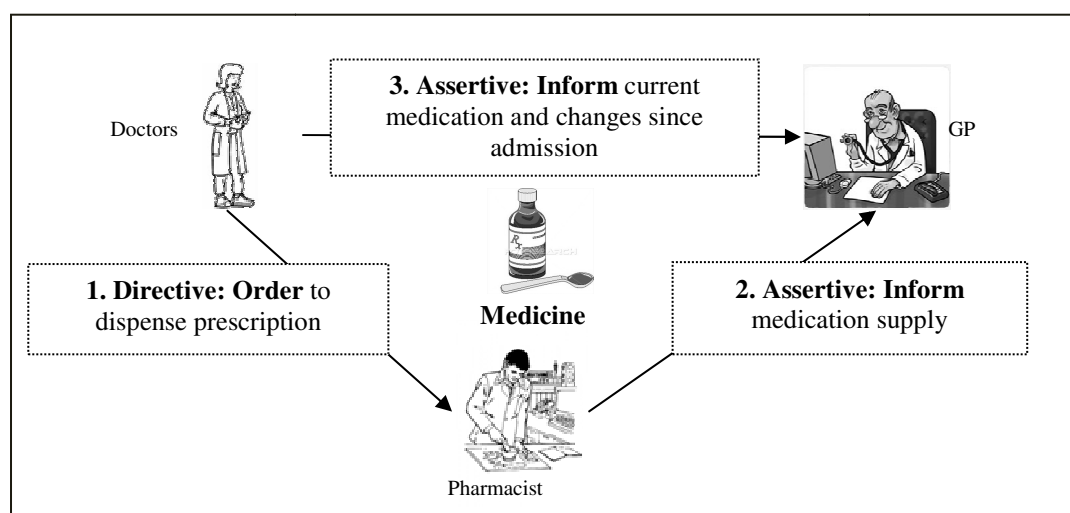 3. Assertive: Inform current
medication and changes since
admission
Doctors
GP
1. Directive: Order to
dispense prescription
2. Assertive: Inform
medication supply
Medicine
Pharmacist